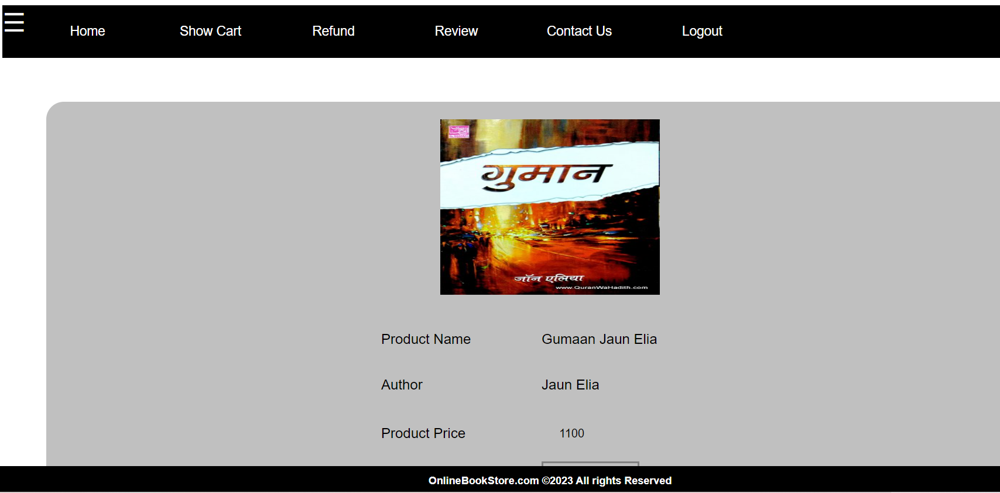 Home Show Cart Refund Review Contact Us Logout
गुमान
जॉन एलिया
www.QuranWaHadith.com
Product Name Gumaan Jaun Elia
Author Jaun Elia
Product Price 1100
OnlineBookStore.com ©2023 All rights Reserved